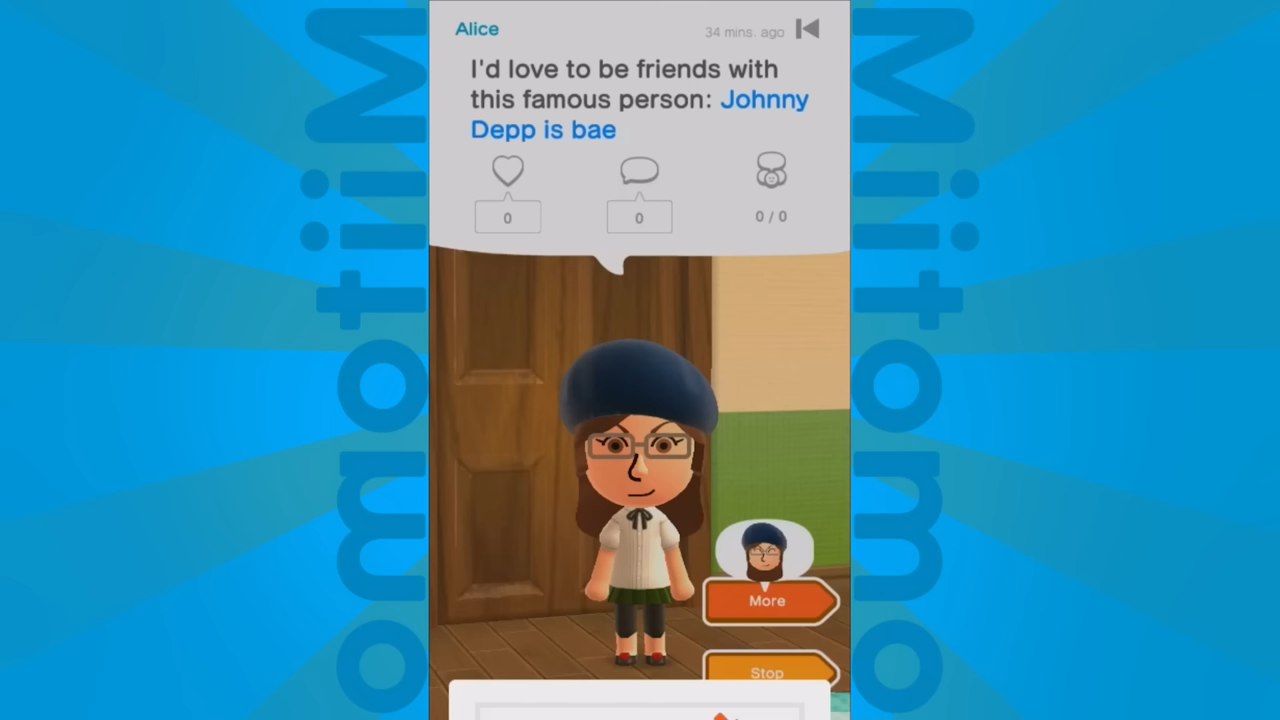 Miitomo
Alice
34 mins. ago
I'd love to be friends with
this famous person: Johnny
Depp is bae
0
0
0 / 0
More
Stop
Miitomo